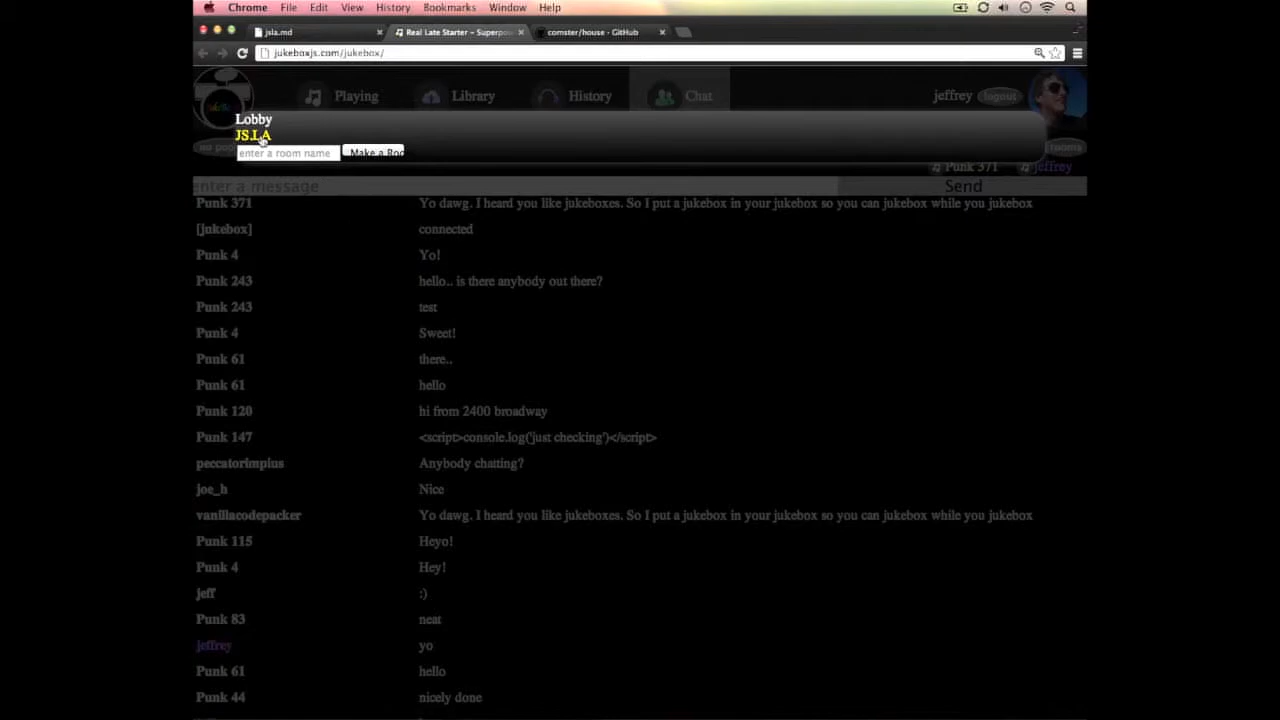 Chrome File Edit View History Bookmarks Window Help
jsla.md Real Late Starter – Superpow comster/house · GitHub
jukeboxjs.com/jukebox/
Playing Library History Chat jeffrey logout
Lobby
JS.LA
no pop rooms
enter a room name Make a Roo
Punk 371 jeffrey
enter a message Send
Punk 371 Yo dawg. I heard you like jukeboxes. So I put a jukebox in your jukebox so you can jukebox while you jukebox
[jukebox] connected
Punk 4 Yo!
Punk 243 hello.. is there anybody out there?
Punk 243 test
Punk 4 Sweet!
Punk 61 there..
Punk 61 hello
Punk 120 hi from 2400 broadway
Punk 147 <script>console.log('just checking')</script>
peccatorimpius Anybody chatting?
joe_h Nice
vanillacodepacker Yo dawg. I heard you like jukeboxes. So I put a jukebox in your jukebox so you can jukebox while you jukebox
Punk 115 Heyo!
Punk 4 Hey!
jeff :)
Punk 83 neat
jeffrey yo
Punk 61 hello
Punk 44 nicely done